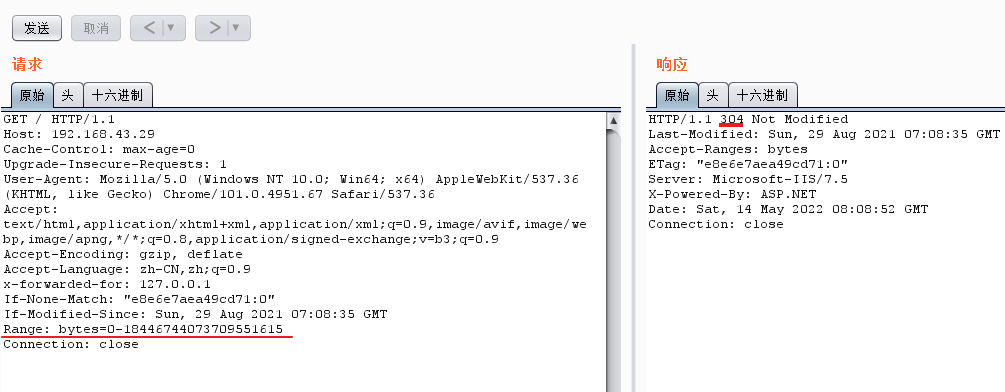 发送 取消 < | ▼ > | ▼
请求
原始 头 十六进制
GET / HTTP/1.1
Host: 192.168.43.29
Cache-Control: max-age=0
Upgrade-Insecure-Requests: 1
User-Agent: Mozilla/5.0 (Windows NT 10.0; Win64; x64) AppleWebKit/537.36
(KHTML, like Gecko) Chrome/101.0.4951.67 Safari/537.36
Accept:
text/html,application/xhtml+xml,application/xml;q=0.9,image/avif,image/we
bp,image/apng,*/*;q=0.8,application/signed-exchange;v=b3;q=0.9
Accept-Encoding: gzip, deflate
Accept-Language: zh-CN,zh;q=0.9
x-forwarded-for: 127.0.0.1
If-None-Match: "e8e6e7aea49cd71:0"
If-Modified-Since: Sun, 29 Aug 2021 07:08:35 GMT
Range: bytes=0-18446744073709551615
Connection: close
响应
原始 头 十六进制
HTTP/1.1 304 Not Modified
Last-Modified: Sun, 29 Aug 2021 07:08:35 GMT
Accept-Ranges: bytes
ETag: "e8e6e7aea49cd71:0"
Server: Microsoft-IIS/7.5
X-Powered-By: ASP.NET
Date: Sat, 14 May 2022 08:08:52 GMT
Connection: close